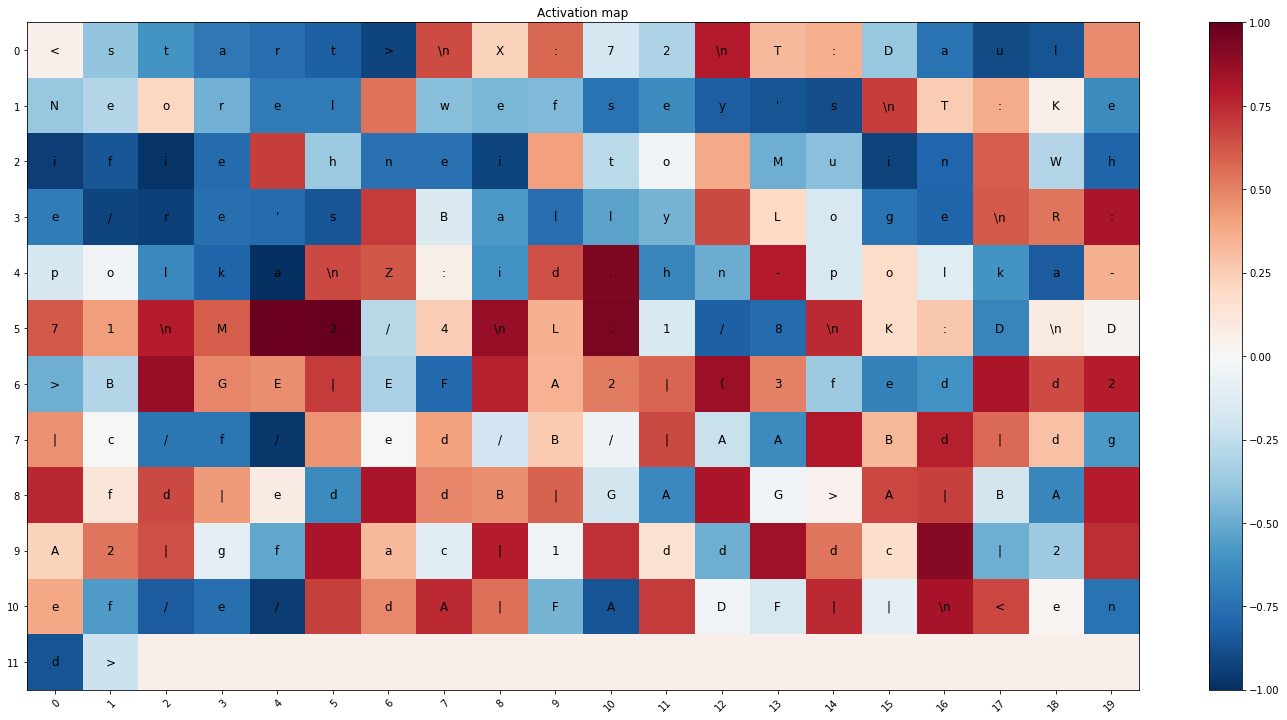 Activation map
0 < s t a r t > \n X : 7 2 \n T : D a u l
1 N e o r e l w e f s e y ' s \n T : K e
2 i f i e h n e i t o M u i n W h
3 e / r e ' s B a l l y L o g e \n R :
4 p o l k a \n Z : i d : h n - p o l k a -
5 7 1 \n M : 2 / 4 \n L : 1 / 8 \n K : D \n D
6 > B G E | E F A 2 | ( 3 f e d d 2
7 | c / f / e d / B / | A A B d | d g
8 f d | e d d B | G A G > A | B A
9 A 2 | g f a c | 1 d d d c : | 2
10 e f / e / d A | F A D F | | \n < e n
11 d >
0 1 2 3 4 5 6 7 8 9 10 11 12 13 14 15 16 17 18 19
1.00
0.75
0.50
0.25
0.00
−0.25
−0.50
−0.75
−1.00